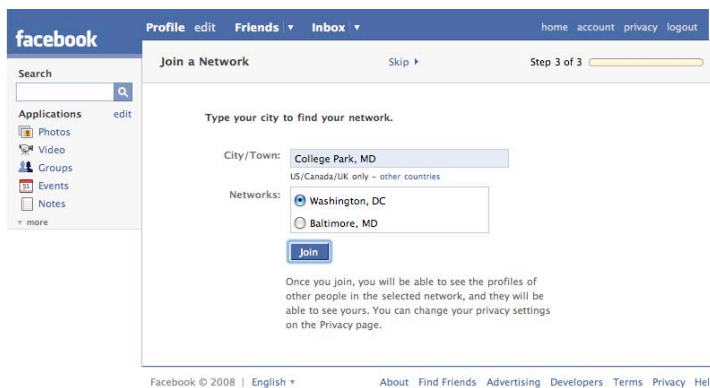 facebook
Profile edit Friends Inbox
home account privacy logout
Search
Applications edit
Photos
Video
31
Groups
Events
Notes
more
Join a Network
Skip
Step 3 of 3
Type your city to find your network.
City/Town: College Park, MD
US/Canada/UK only – other countries
Networks: Washington, DC
Baltimore, MD
Join
Once you join, you will be able to see the profiles of
other people in the selected network, and they will be
able to see yours. You can change your privacy settings
on the Privacy page.
Facebook © 2008 | English
About Find Friends Advertising Developers Terms Privacy